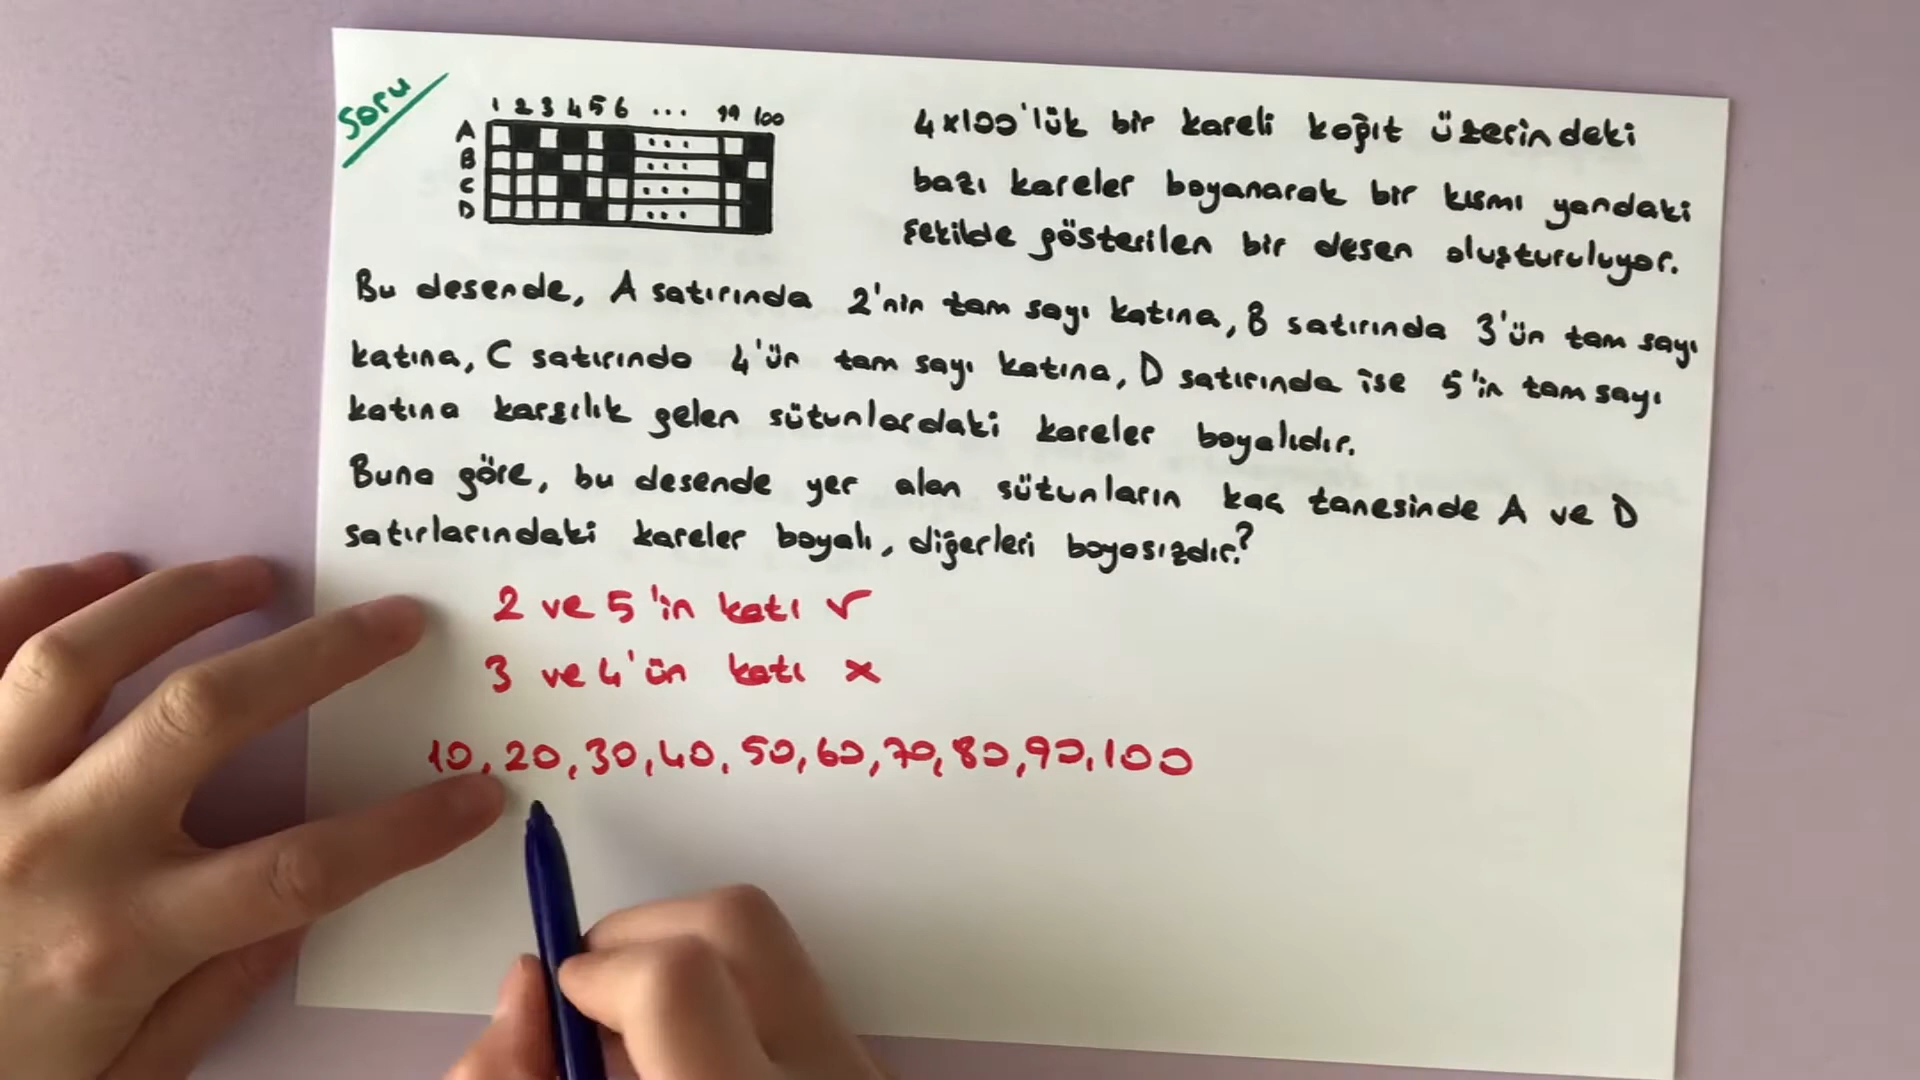 Soru
1 2 3 4 5 6 ... 99 100
A
B
C
D
4x100'lük bir kareli kağıt üzerindeki
bazı kareler boyanarak bir kısmı yandaki
şekilde gösterilen bir desen oluşturuluyor.
Bu desende, A satırında 2'nin tam sayı katına, B satırında 3'ün tam sayı
katına, C satırında 4'ün tam sayı katına, D satırında ise 5'in tam sayı
katına karşılık gelen sütunlardaki kareler boyalıdır.
Buna göre, bu desende yer alan sütunların kaç tanesinde A ve D
satırlarındaki kareler boyalı, diğerleri boyasızdır?
2 ve 5'in katı ✓
3 ve 4'ün katı x
10, 20, 30, 40, 50, 60, 70, 80, 90, 100